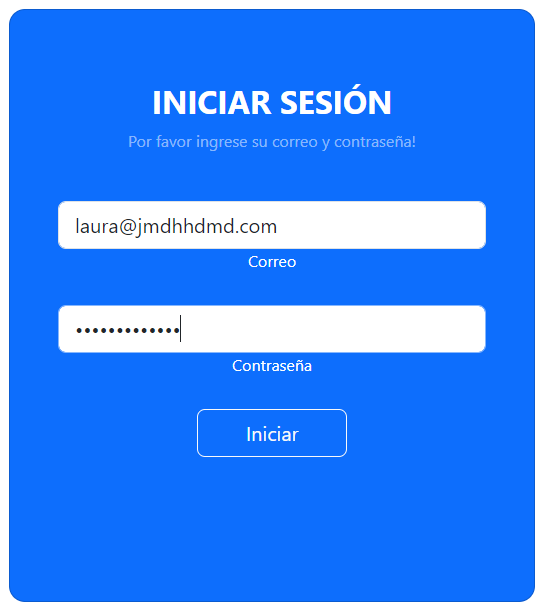 INICIAR SESIÓN
Por favor ingrese su correo y contraseña!
laura@jmdhhdmd.com
Correo
•••••••••••••
Contraseña
Iniciar